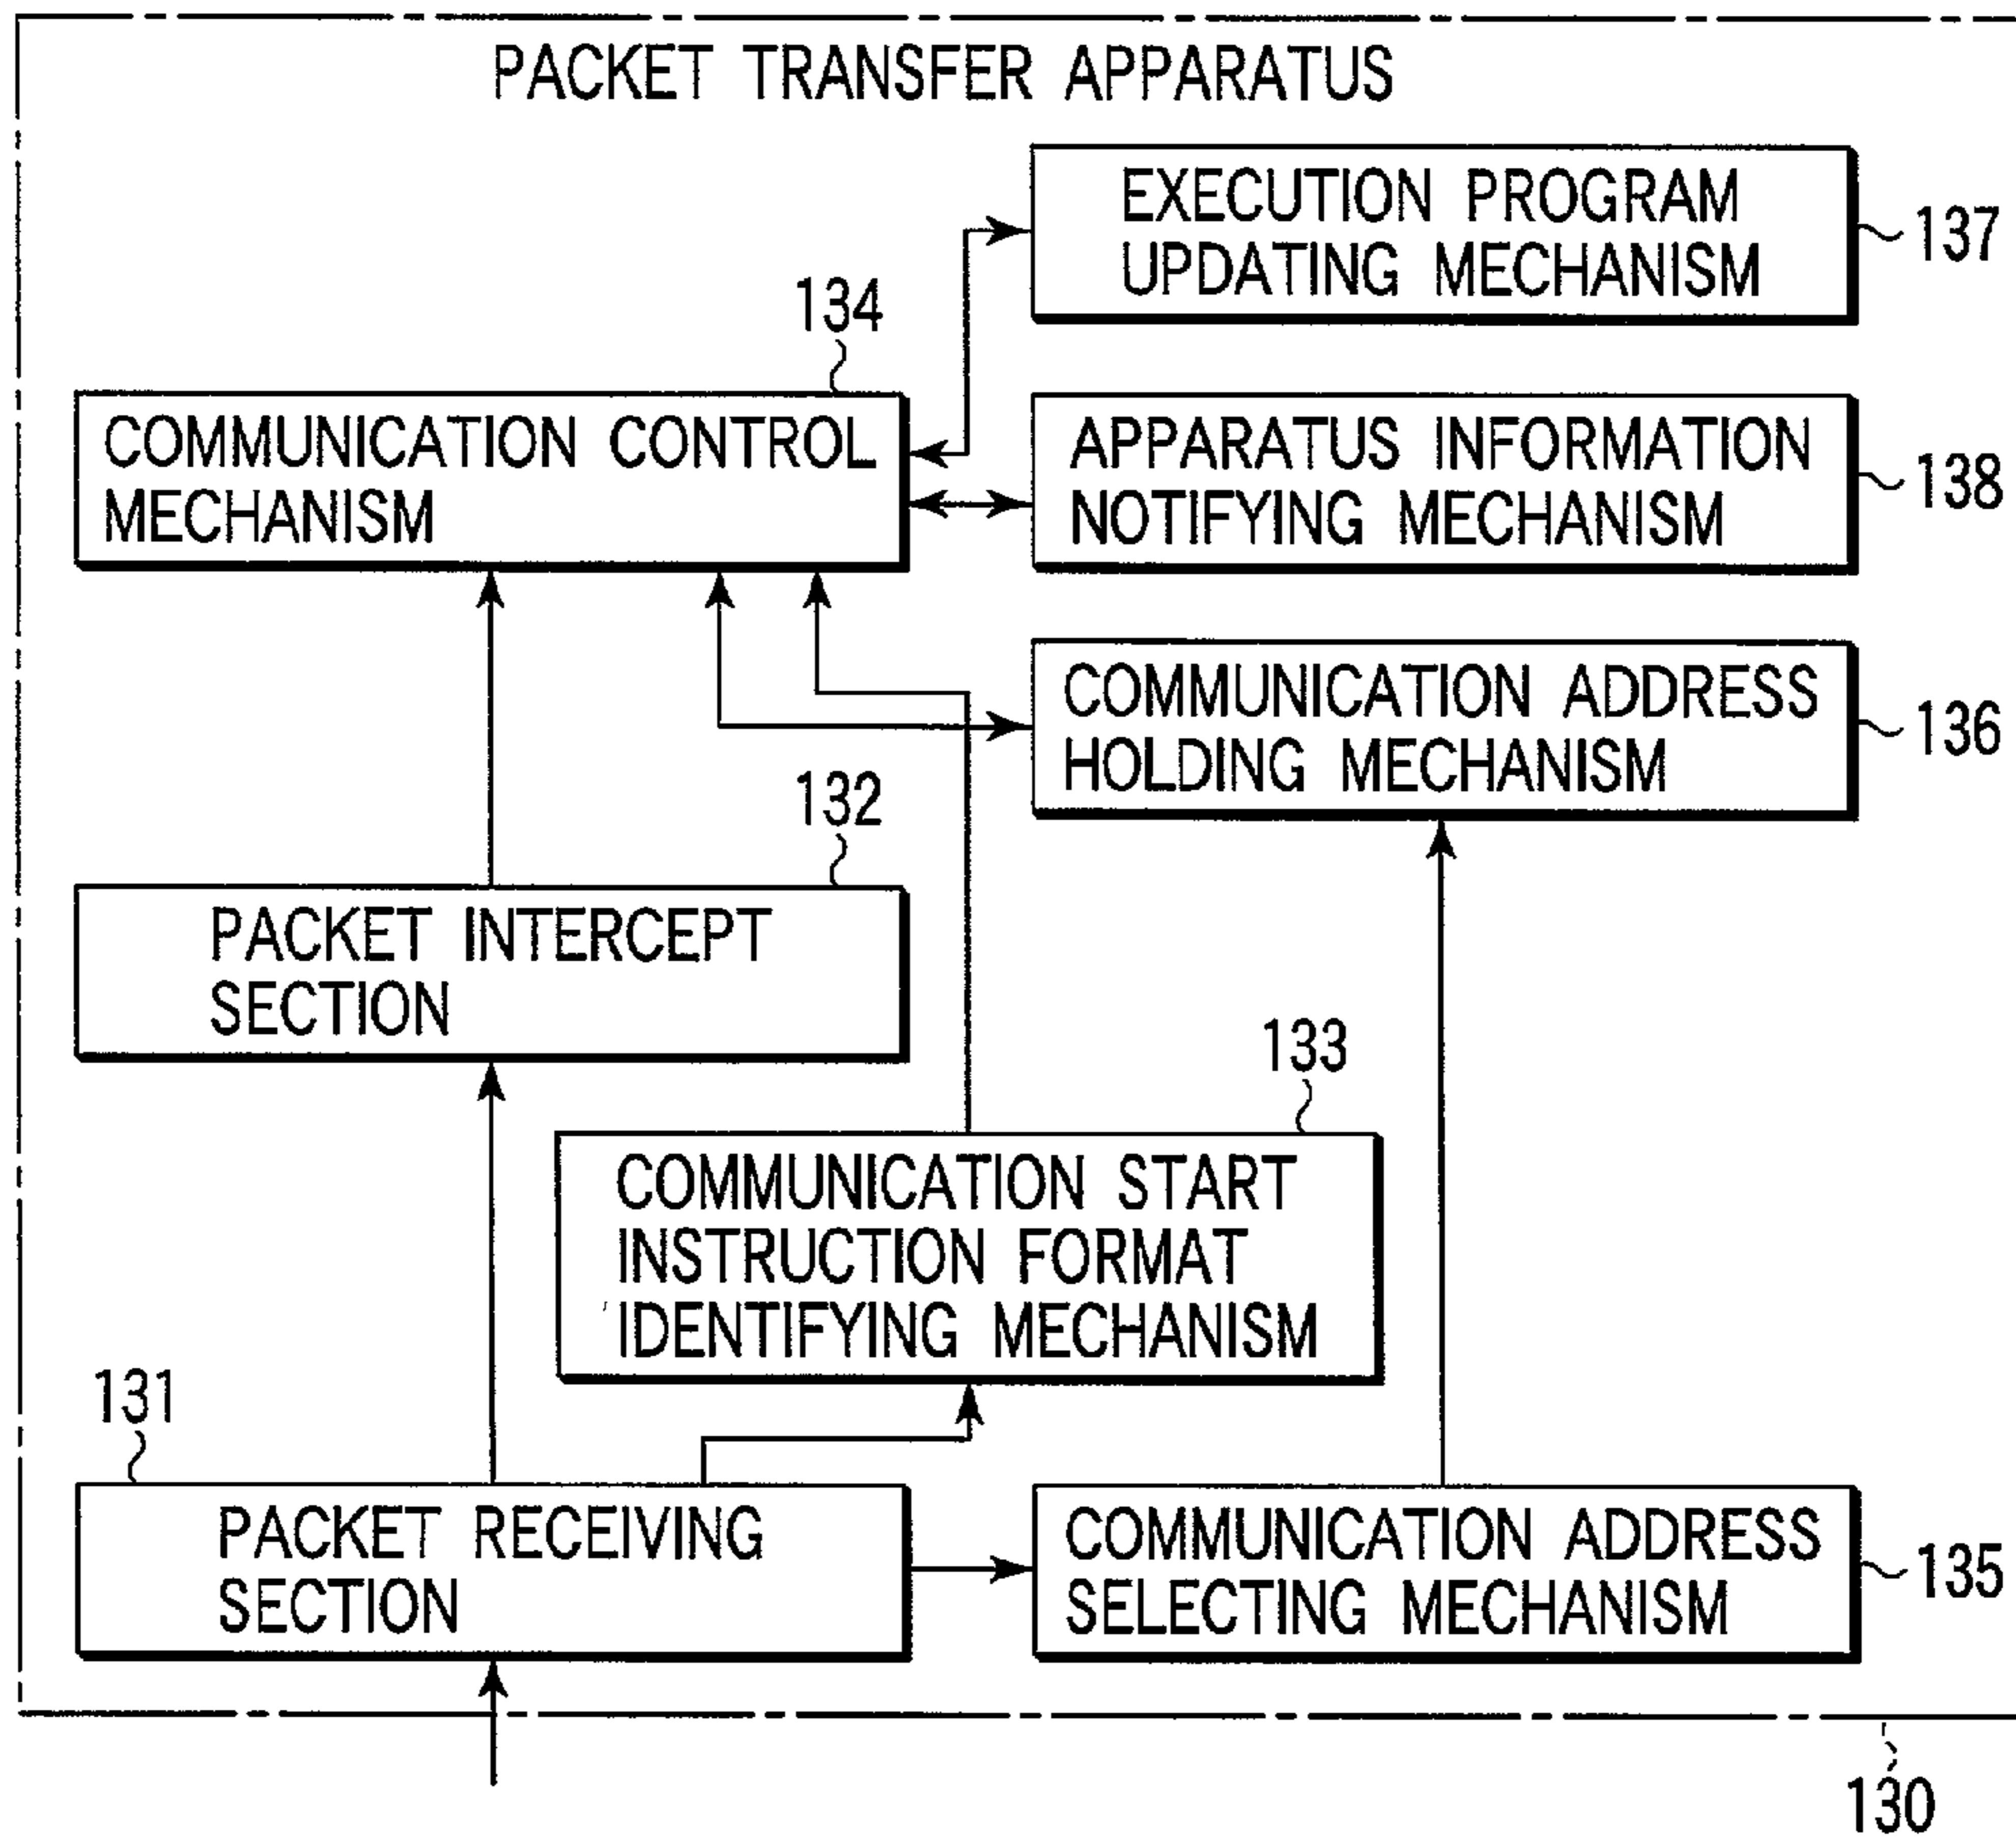 PACKET TRANSFER APPARATUS
EXECUTION PROGRAM
UPDATING MECHANISM
137
134
COMMUNICATION CONTROL
MECHANISM
APPARATUS INFORMATION
NOTIFYING MECHANISM
138
COMMUNICATION ADDRESS
HOLDING MECHANISM
136
132
PACKET INTERCEPT
SECTION
133
COMMUNICATION START
INSTRUCTION FORMAT
IDENTIFYING MECHANISM
131
PACKET RECEIVING
SECTION
COMMUNICATION ADDRESS
SELECTING MECHANISM
135
130